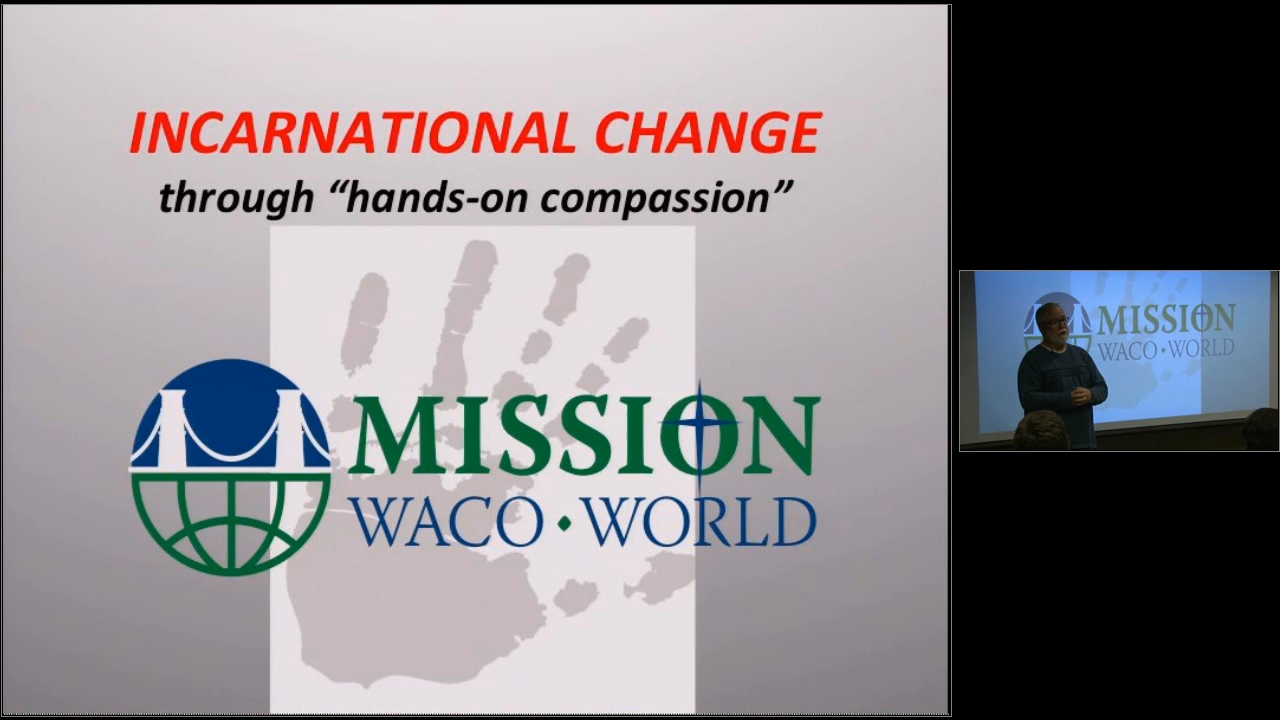 INCARNATIONAL CHANGE
through “hands-on compassion”
MISSION
WACO · WORLD
MISSION
WACO · WORLD